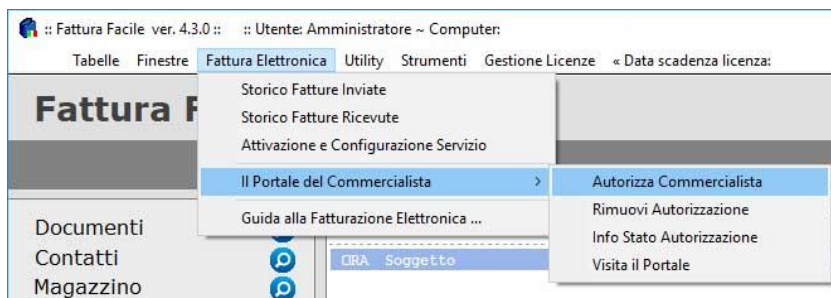 :: Fattura Facile ver. 4.3.0 :: :: Utente: Amministratore ~ Computer:
Tabelle Finestre Fattura Elettronica Utility Strumenti Gestione Licenze « Data scadenza licenza:
Fattura F
Storico Fatture Inviate
Storico Fatture Ricevute
Attivazione e Configurazione Servizio
Il Portale del Commercialista >
Autorizza Commercialista
Rimuovi Autorizzazione
Info Stato Autorizzazione
Visita il Portale
Guida alla Fatturazione Elettronica ...
Documenti
Contatti
Magazzino
ORA Soggetto